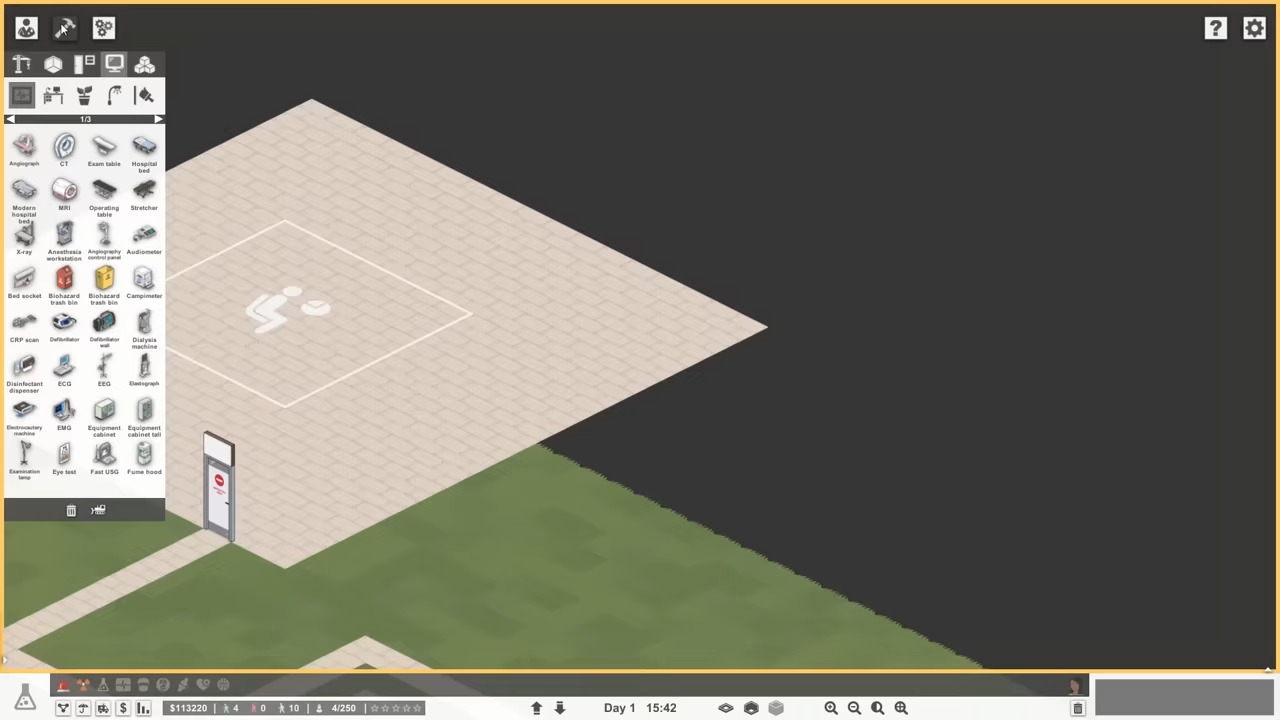 ?
1/3
Angiograph CT Exam table Hospital bed
Modern hospital bed MRI Operating table Stretcher
X-ray Anesthesia workstation Angiography control panel Audiometer
Bed socket Biohazard trash bin Biohazard trash bin Campimeter
CRP scan Defibrillator Defibrillator wall Dialysis machine
Disinfectant dispenser ECG EEG Elastograph
Electrocautery machine EMG Equipment cabinet Equipment cabinet tall
Examination lamp Eye test Fast USG Fume hood
$ $113220 4 0 10 4/250 Day 1 15:42